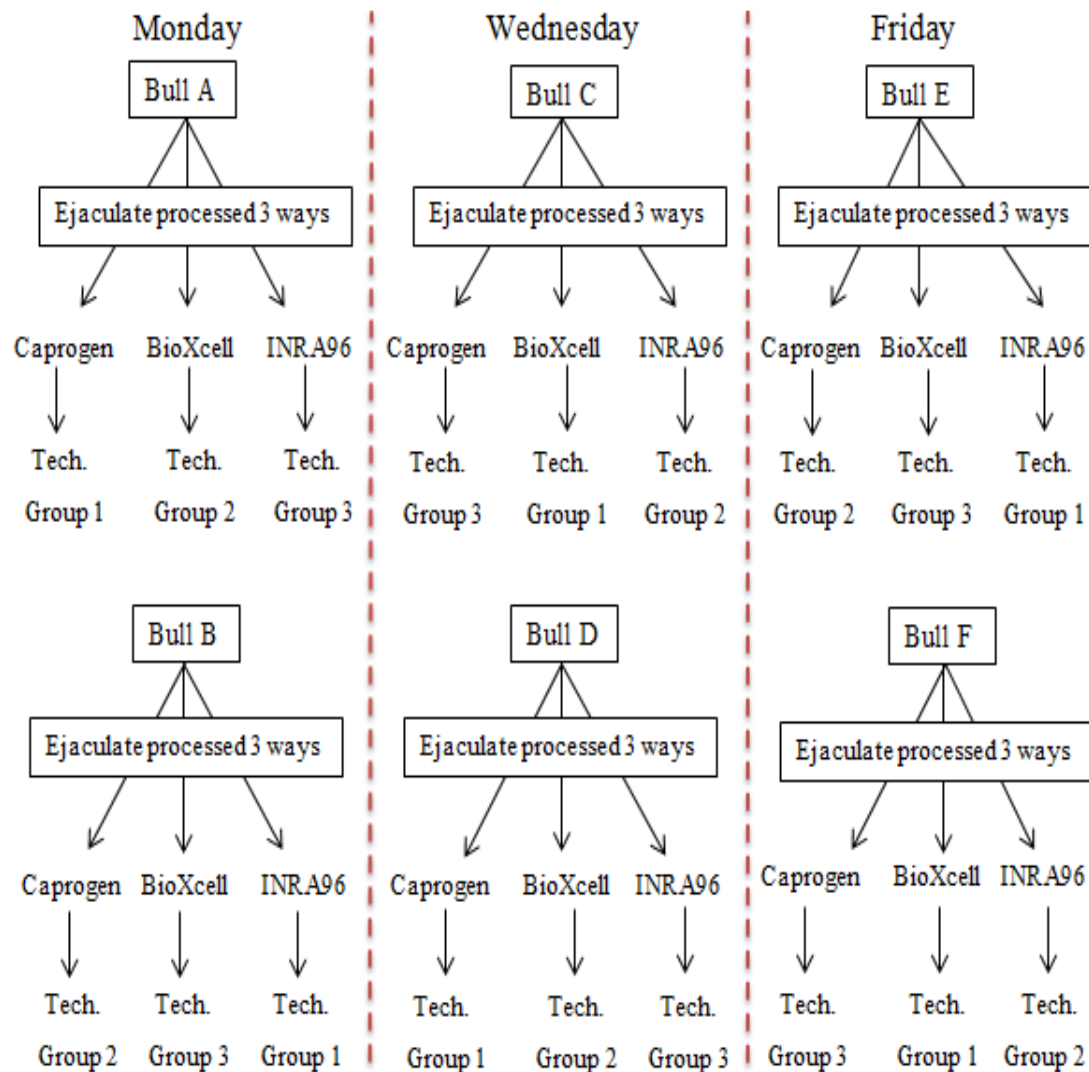 Monday Wednesday Friday
Bull A Bull C Bull E
Ejaculate processed 3 ways Ejaculate processed 3 ways Ejaculate processed 3 ways
Caprogen BioXcell INRA96 Caprogen BioXcell INRA96 Caprogen BioXcell INRA96
Tech. Tech. Tech. Tech. Tech. Tech. Tech. Tech. Tech.
Group 1 Group 2 Group 3 Group 3 Group 1 Group 2 Group 2 Group 3 Group 1
Bull B Bull D Bull F
Ejaculate processed 3 ways Ejaculate processed 3 ways Ejaculate processed 3 ways
Caprogen BioXcell INRA96 Caprogen BioXcell INRA96 Caprogen BioXcell INRA96
Tech. Tech. Tech. Tech. Tech. Tech. Tech. Tech. Tech.
Group 2 Group 3 Group 1 Group 1 Group 2 Group 3 Group 3 Group 1 Group 2